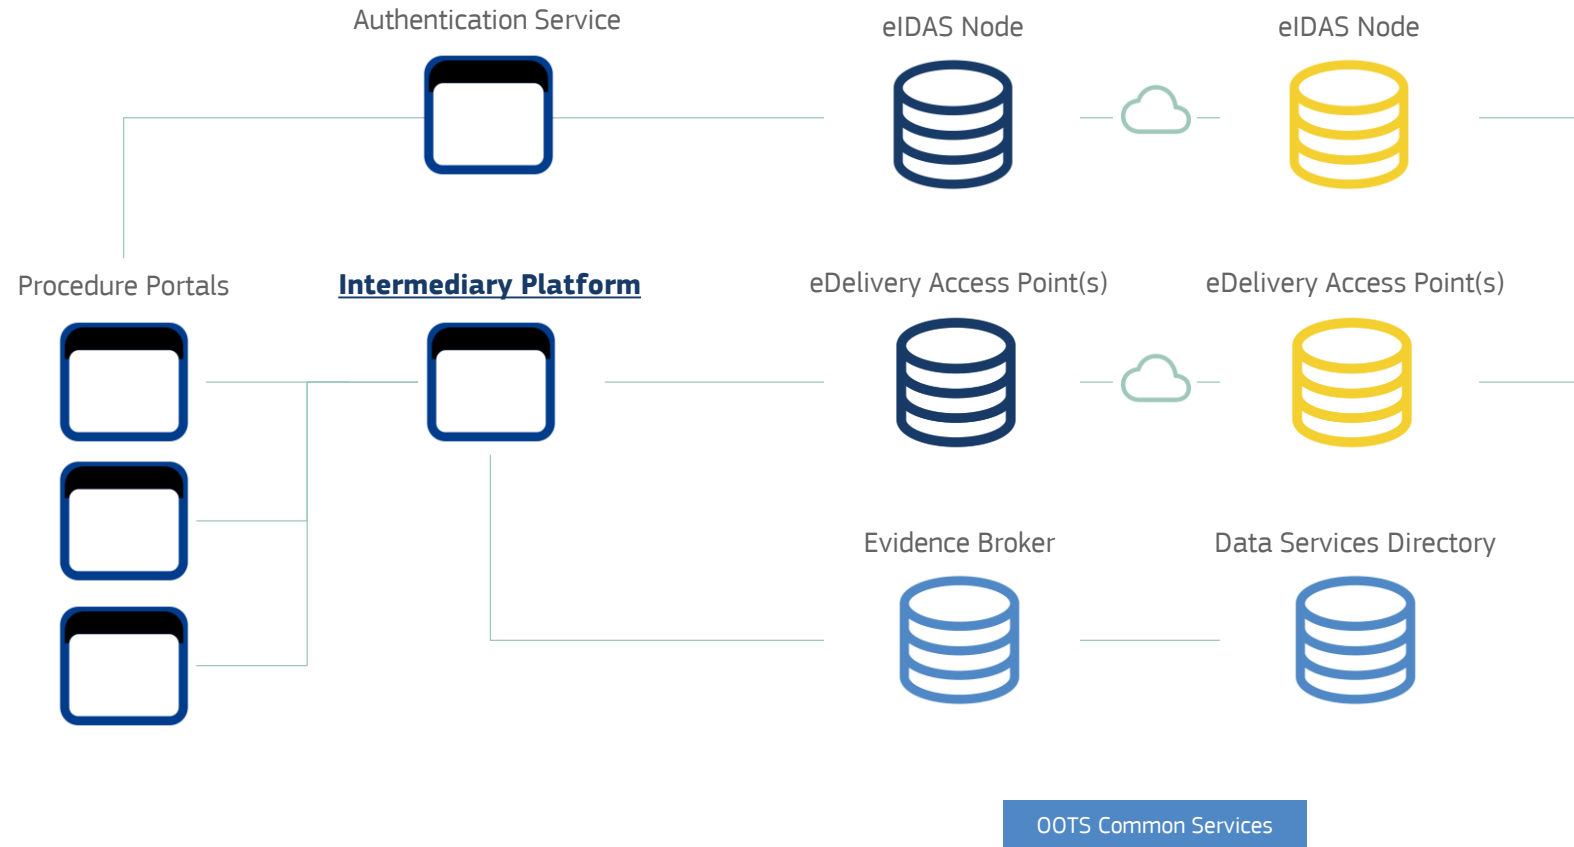 Authentication Service
eIDAS Node
eIDAS Node
Procedure Portals
Intermediary Platform
eDelivery Access Point(s)
eDelivery Access Point(s)
Evidence Broker
Data Services Directory
OOTS Common Services